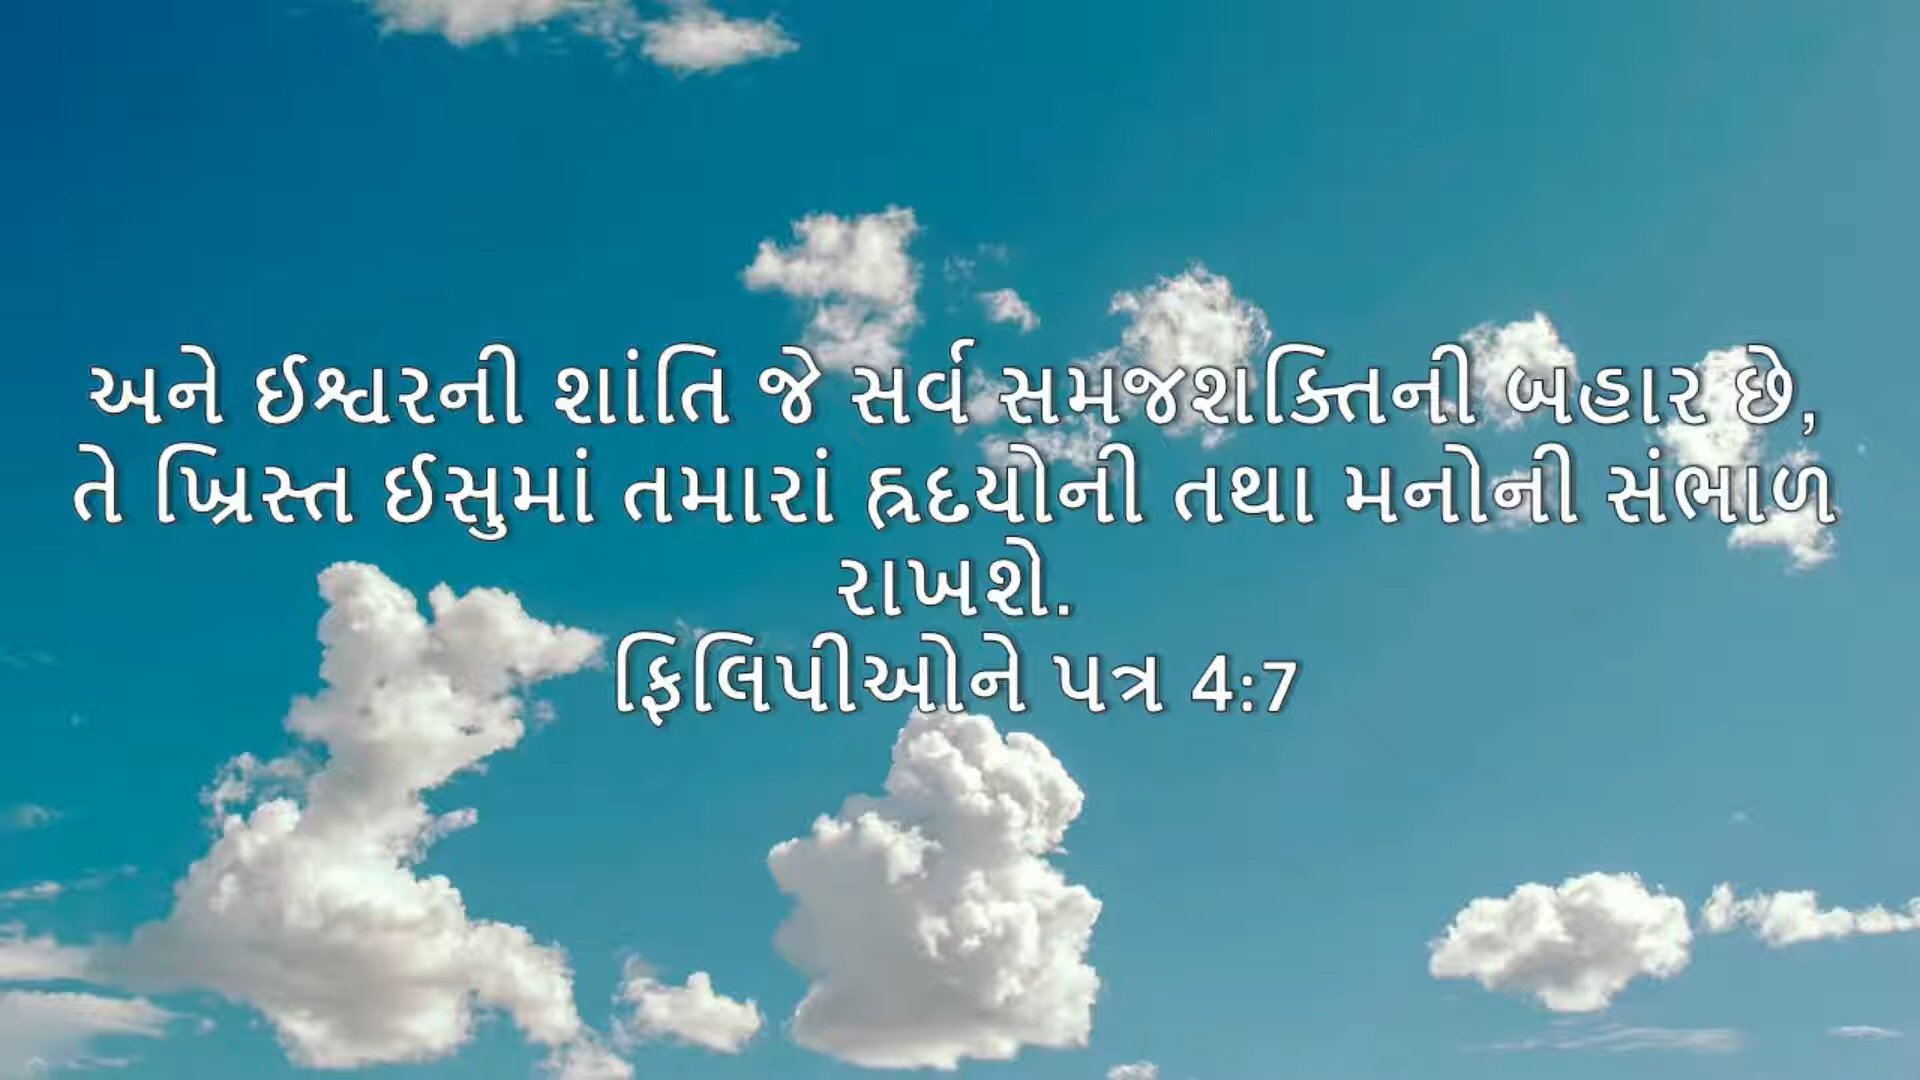 અને ઈશ્વરની શાંતિ જે સર્વ સમજશક્તિની બહાર છે,
તે ખ્રિસ્ત ઈસુમાં તમારાં હ્રદયોની તથા મનોની સંભાળ
રાખશે.
ફિલિપીઓને પત્ર 4:7